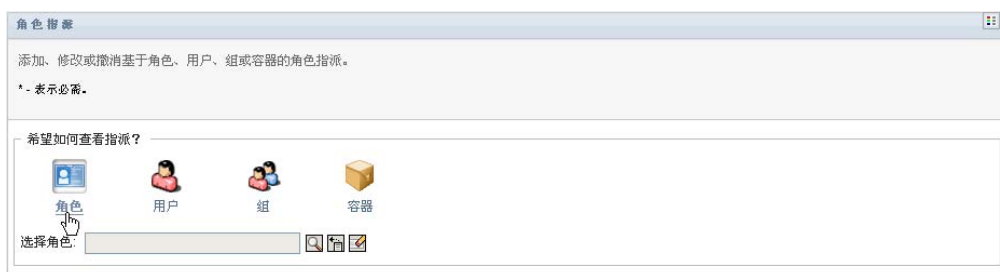 角色指派
添加、修改或撤消基于角色、用户、组或容器的角色指派。
* - 表示必需。
希望如何查看指派？
角色 用户 组 容器
选择角色: